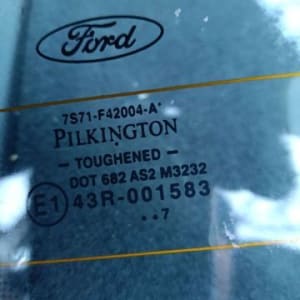 Ford
7S71-F42004-A*
PILKINGTON
- TOUGHENED -
DOT 682 AS2 M3232
E1 43R-001583
..7